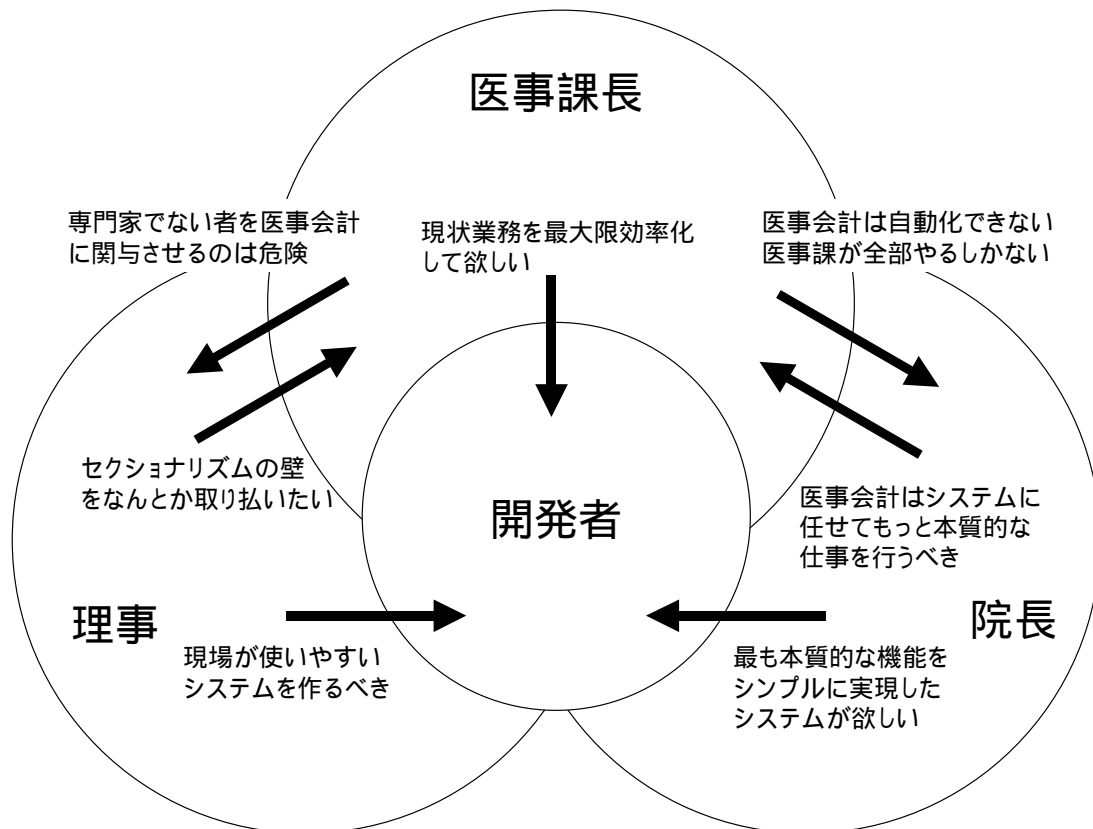 医事課長
専門家でない者を医事会計
に関与させるのは危険
現状業務を最大限効率化
して欲しい
医事会計は自動化できない
医事課が全部やるしかない
セクショナリズムの壁
をなんとか取り払いたい
開発者
医事会計はシステムに
任せてもっと本質的な
仕事を行うべき
理事
現場が使いやすい
システムを作るべき
院長
最も本質的な機能を
シンプルに実現した
システムが欲しい